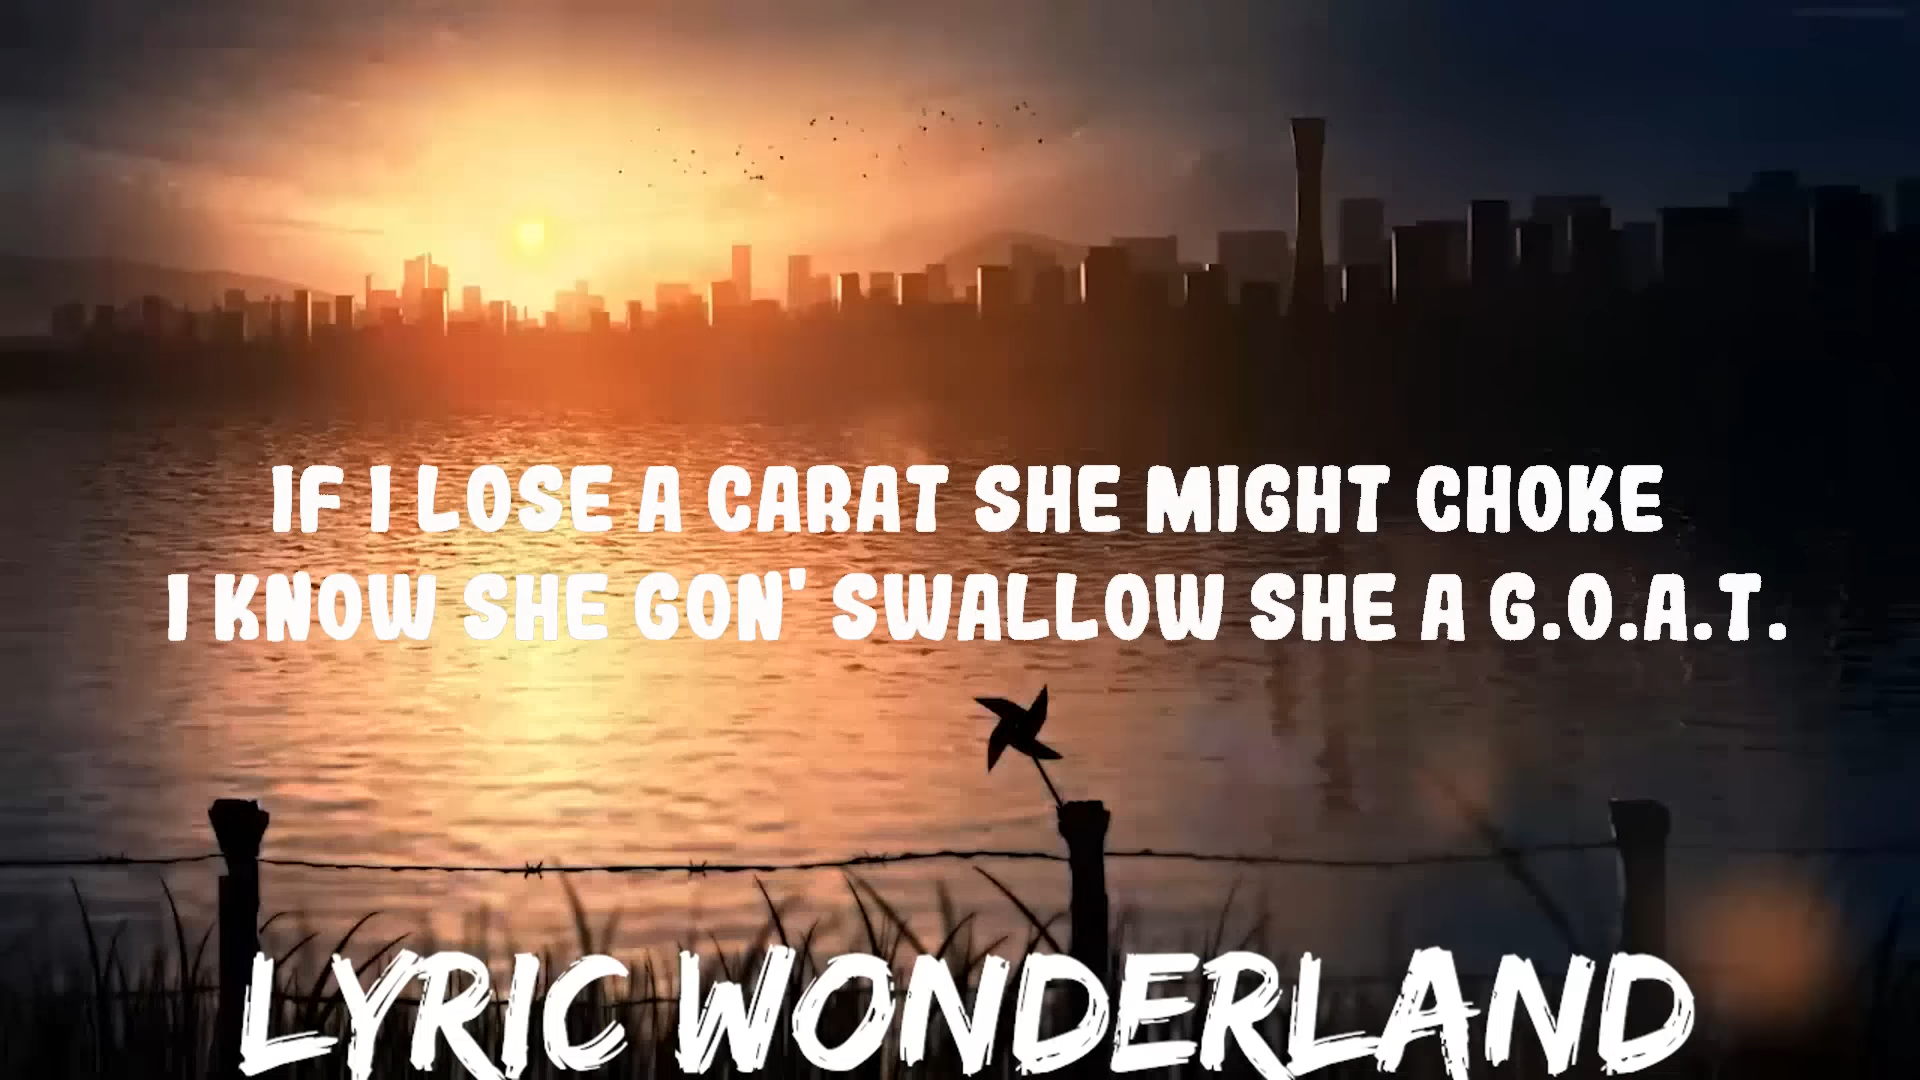 IF I LOSE A CARAT SHE MIGHT CHOKE
I KNOW SHE GON' SWALLOW SHE A G.O.A.T.
LYRIC WONDERLAND